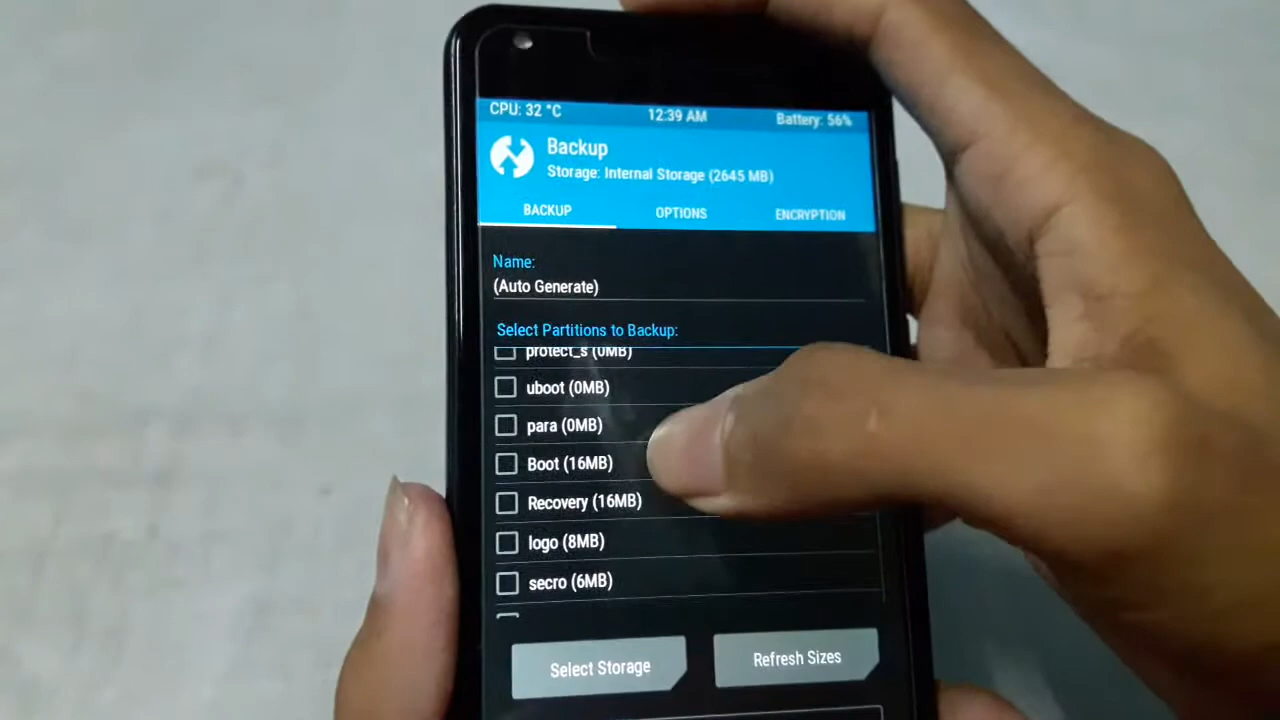 CPU: 32 °C 12:39 AM Battery: 56%
Backup
Storage: Internal Storage (2645 MB)
BACKUP OPTIONS ENCRYPTION
Name:
(Auto Generate)
Select Partitions to Backup:
protect_s (0MB)
uboot (0MB)
para (0MB)
Boot (16MB)
Recovery (16MB)
logo (8MB)
secro (6MB)
Select Storage Refresh Sizes